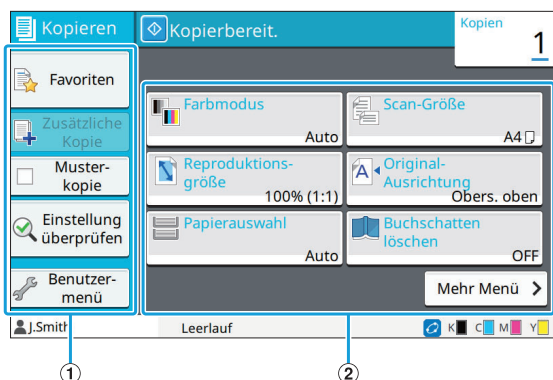 Kopieren
Kopierbereit.
Kopien
1
Favoriten
Zusätzliche
Kopie
Muster-
kopie
Einstellung
überprüfen
Benutzer-
menü
Farbmodus
Auto
Scan-Größe
A4
Reproduktions-
größe
100% (1:1)
Original-
Ausrichtung
Obers. oben
Papierauswahl
Auto
Buchschatten
löschen
OFF
Mehr Menü
J.Smith
Leerlauf
K C M Y
1
2